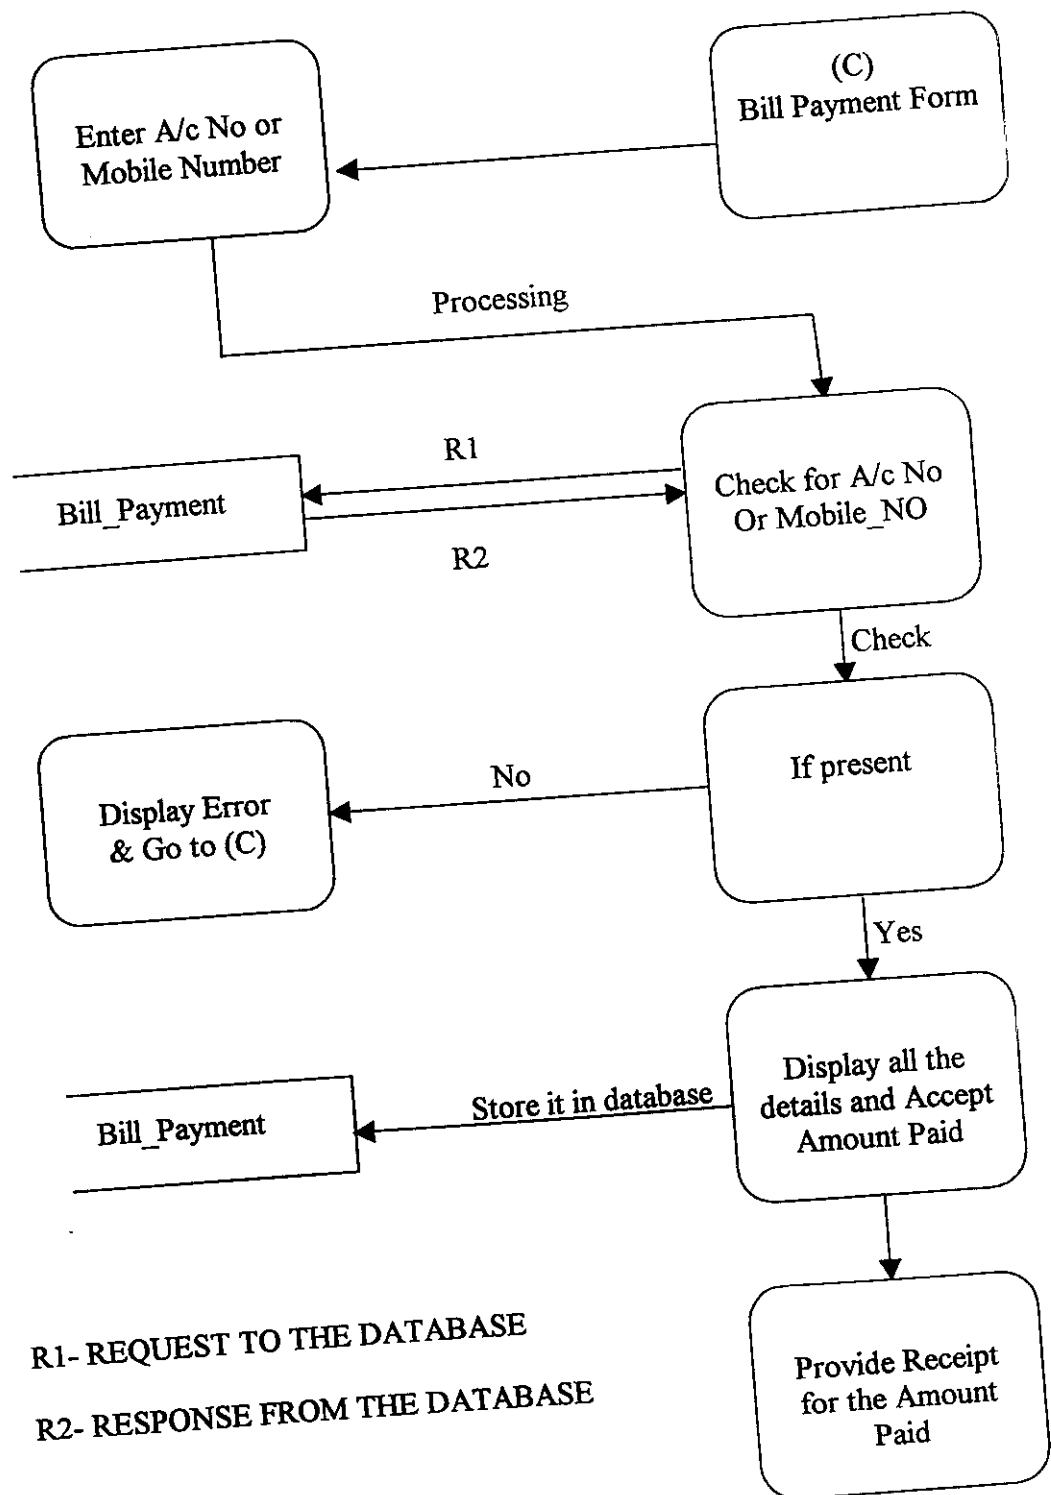 (C)
Bill Payment Form
Enter A/c No or
Mobile Number
Processing
R1
Check for A/c No
Or Mobile_NO
Bill_Payment
R2
Check
If present
No
Display Error
& Go to (C)
Yes
Display all the
details and Accept
Amount Paid
Store it in database
Bill_Payment
Provide Receipt
for the Amount
Paid
R1- REQUEST TO THE DATABASE
R2- RESPONSE FROM THE DATABASE